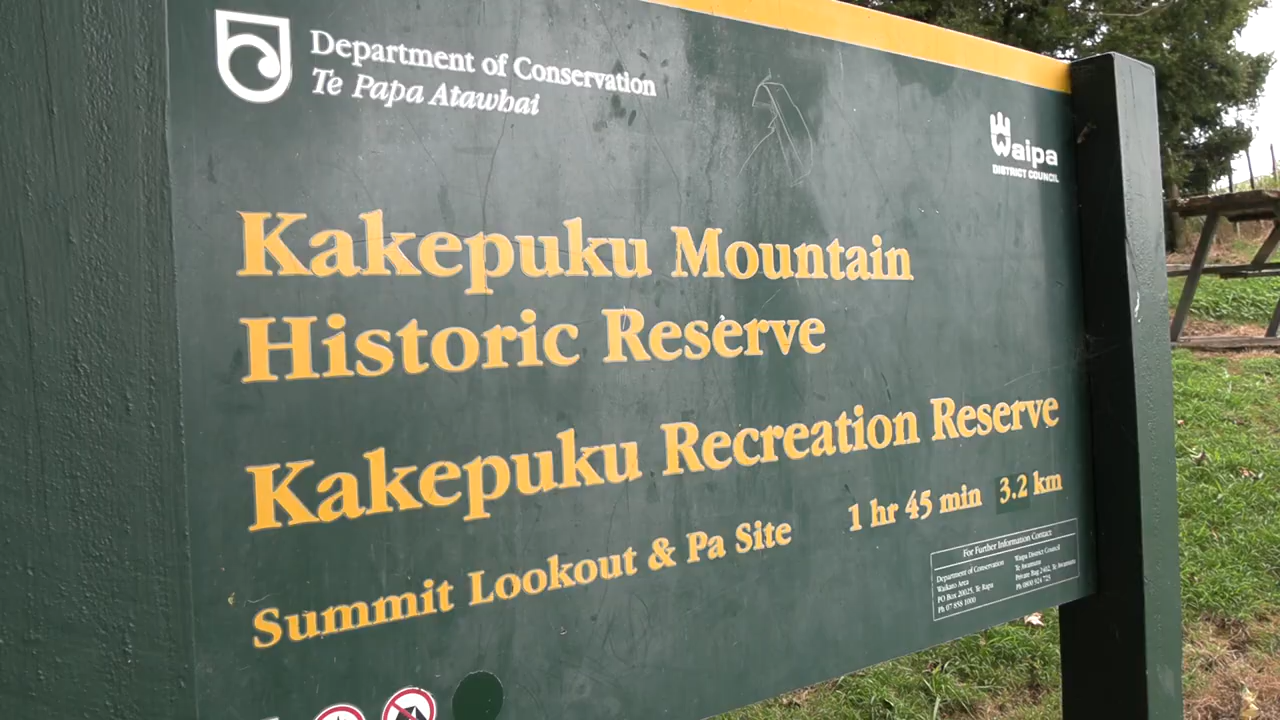 Department of Conservation
Te Papa Atawhai
Waipa
DISTRICT COUNCIL
Kakepuku Mountain
Historic Reserve
Kakepuku Recreation Reserve
Summit Lookout & Pa Site 1 hr 45 min 3.2 km
For Further Information Contact
Department of Conservation
Waikato Area
PO Box 20025, Te Rapa
Ph 07 858 1000
Waipa District Council
Te Awamutu
Private Bag 2402, Te Awamutu
Ph 0800 924 723